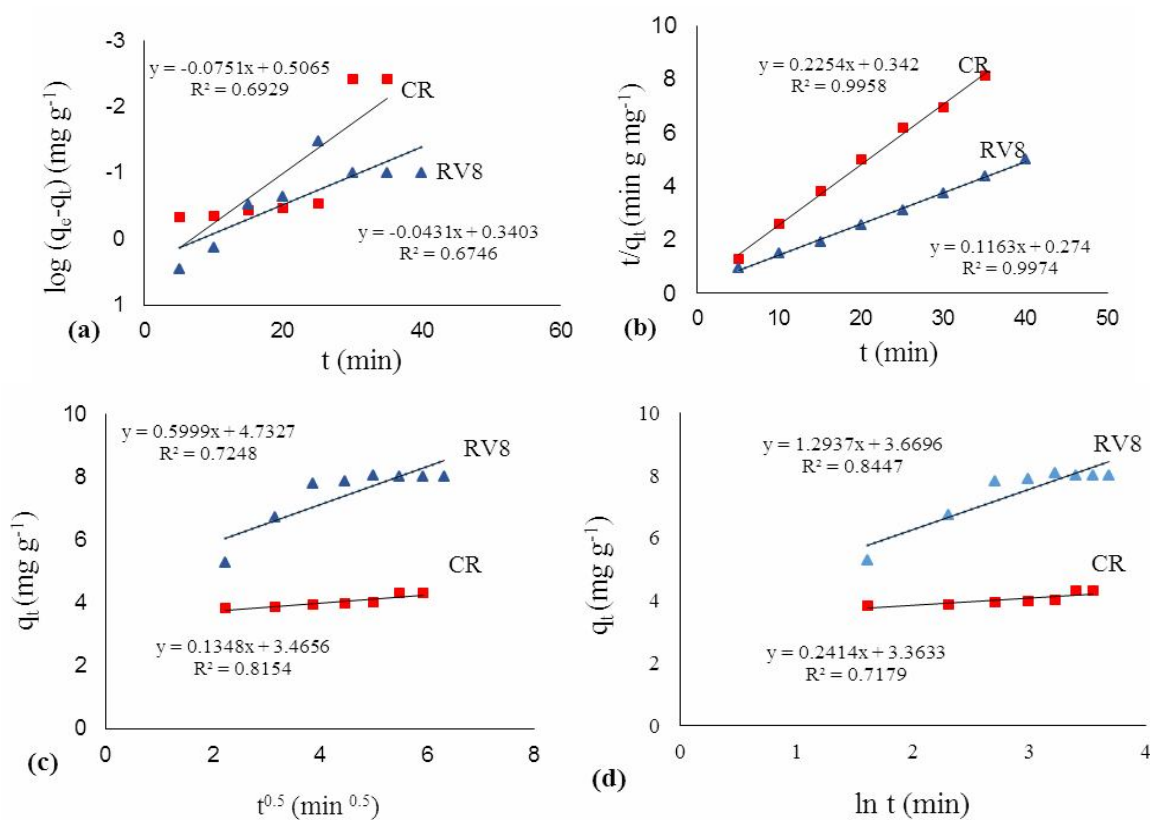 -3
-2
-1
0
1
log (qe-qt) (mg g-1)
y = -0.0751x + 0.5065
R² = 0.6929
CR
RV8
y = -0.0431x + 0.3403
R² = 0.6746
0 20 40 60
(a)
t (min)
10
8
6
4
2
0
t/qt (min g mg-1)
y = 0.2254x + 0.342
R² = 0.9958
CR
RV8
y = 0.1163x + 0.274
R² = 0.9974
0 10 20 30 40 50
(b)
t (min)
10
8
6
4
2
0
qt (mg g-1)
y = 0.5999x + 4.7327
R² = 0.7248
RV8
CR
y = 0.1348x + 3.4656
R² = 0.8154
0 2 4 6 8
(c)
t0.5 (min 0.5)
10
8
6
4
2
0
qt (mg g-1)
y = 1.2937x + 3.6696
R² = 0.8447
RV8
CR
y = 0.2414x + 3.3633
R² = 0.7179
0 1 2 3 4
(d)
ln t (min)